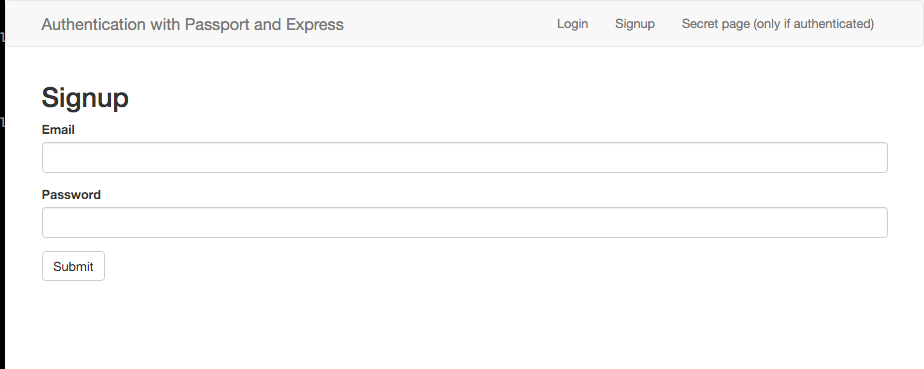 Authentication with Passport and Express Login Signup Secret page (only if authenticated)
Signup
Email
Password
Submit